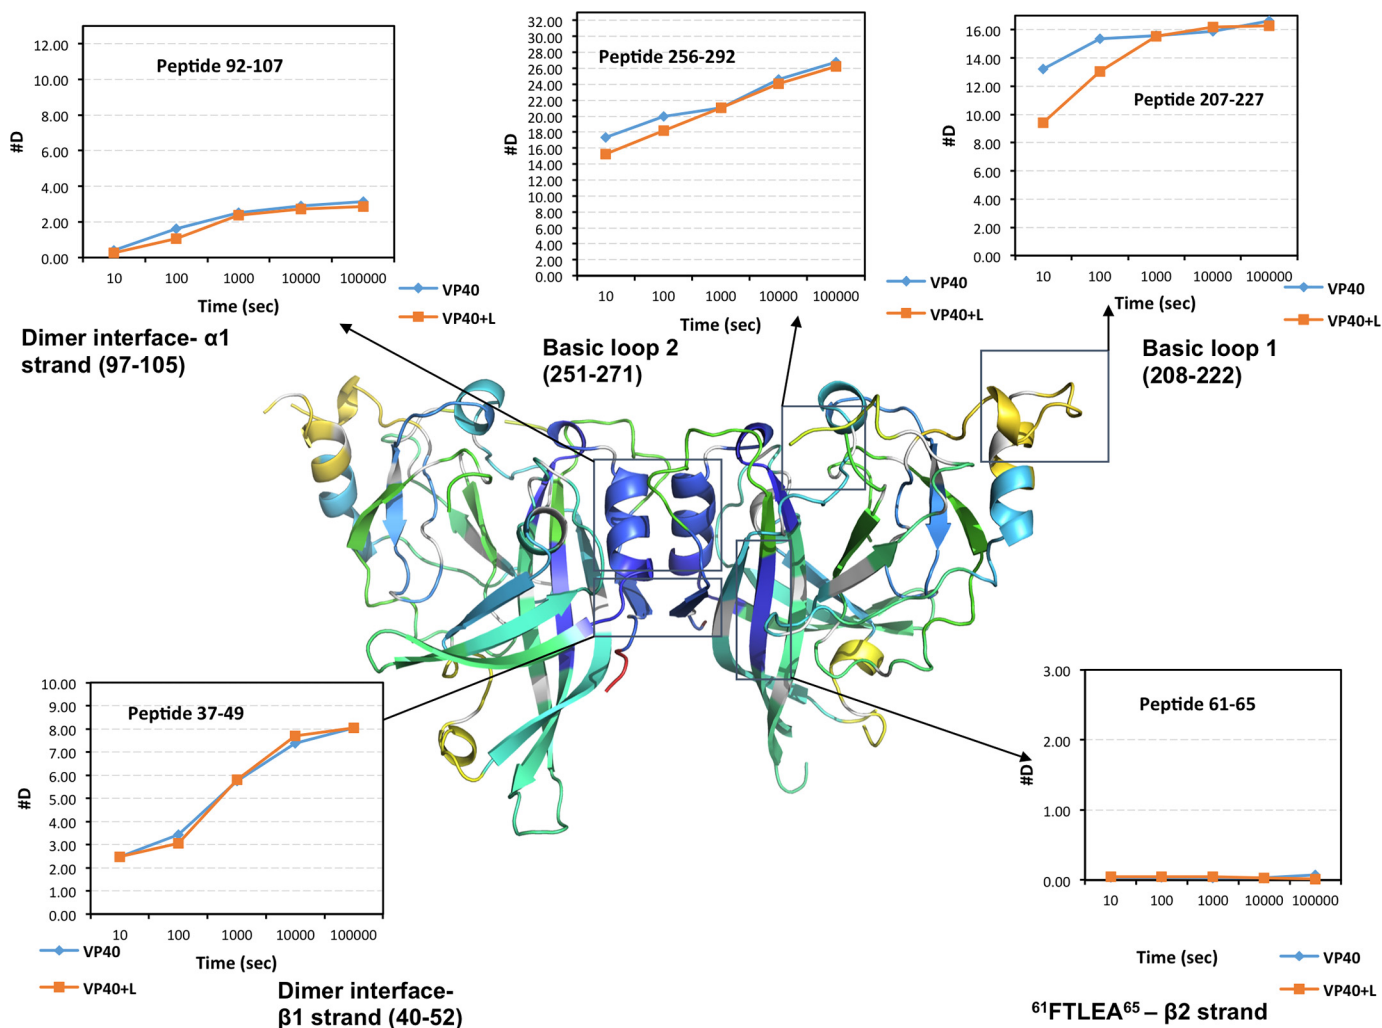 12.00
10.00
8.00
6.00
4.00
2.00
0.00
#D
Peptide 92-107
10 100 1000 10000 100000
Time (sec)
VP40
VP40+L
Dimer interface- α1
strand (97-105)
32.00
30.00
28.00
26.00
24.00
22.00
20.00
18.00
16.00
14.00
12.00
10.00
8.00
6.00
4.00
2.00
0.00
#D
Peptide 256-292
10 100 1000 10000 100000
Time (sec)
VP40
VP40+L
Basic loop 2
(251-271)
16.00
14.00
12.00
10.00
8.00
6.00
4.00
2.00
0.00
#D
Peptide 207-227
10 100 1000 10000 100000
Time (sec)
VP40
VP40+L
Basic loop 1
(208-222)
10.00
9.00
8.00
7.00
6.00
5.00
4.00
3.00
2.00
1.00
0.00
#D
Peptide 37-49
10 100 1000 10000 100000
Time (sec)
VP40
VP40+L
Dimer interface-
β1 strand (40-52)
3.00
2.00
1.00
0.00
#D
Peptide 61-65
10 100 1000 10000 100000
Time (sec)
VP40
VP40+L
⁶¹FTLEA⁶⁵ – β2 strand